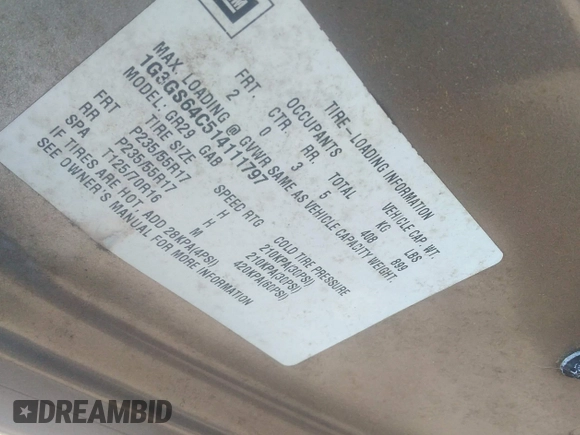 GM
TIRE-LOADING INFORMATION
OCCUPANTS VEHICLE CAP. WT.
FRT. CTR. RR. TOTAL KG LBS
2 0 3 5 408 899
MAX. LOADING @ GVWR SAME AS VEHICLE CAPACITY WEIGHT.
1G3GS64C514111797
MODEL: GR29 GAB
TIRE SIZE SPEED RTG COLD TIRE PRESSURE
FRT P235/55R17 H 210KPA(30PSI)
RR P235/55R17 H 210KPA(30PSI)
SPA T125/70R16 M 420KPA(60PSI)
IF TIRES ARE HOT ADD 28KPA(4PSI)
SEE OWNER'S MANUAL FOR MORE INFORMATION
DREAMBID